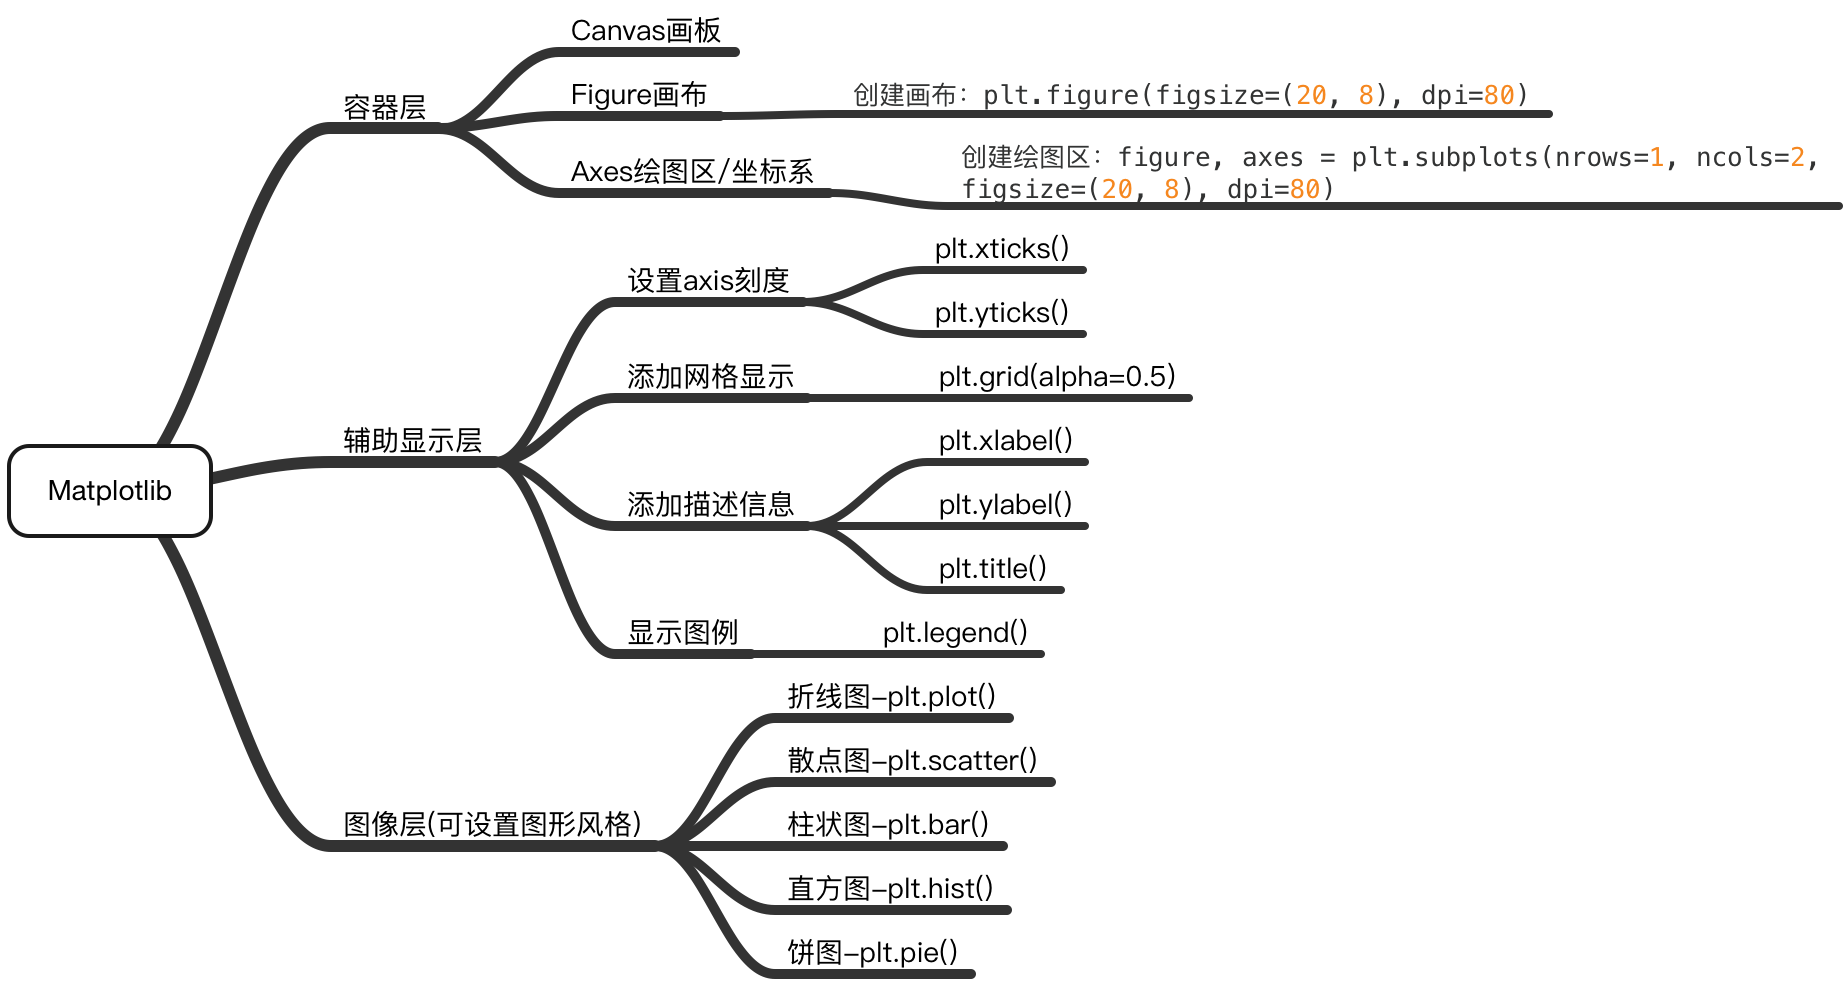 Canvas画板
Figure画布
创建画布：plt.figure(figsize=(20, 8), dpi=80)
容器层
Axes绘图区/坐标系
创建绘图区：figure, axes = plt.subplots(nrows=1, ncols=2,
figsize=(20, 8), dpi=80)
设置axis刻度
plt.xticks()
plt.yticks()
添加网格显示
plt.grid(alpha=0.5)
辅助显示层
添加描述信息
plt.xlabel()
plt.ylabel()
plt.title()
显示图例
plt.legend()
Matplotlib
折线图-plt.plot()
散点图-plt.scatter()
图像层(可设置图形风格)
柱状图-plt.bar()
直方图-plt.hist()
饼图-plt.pie()